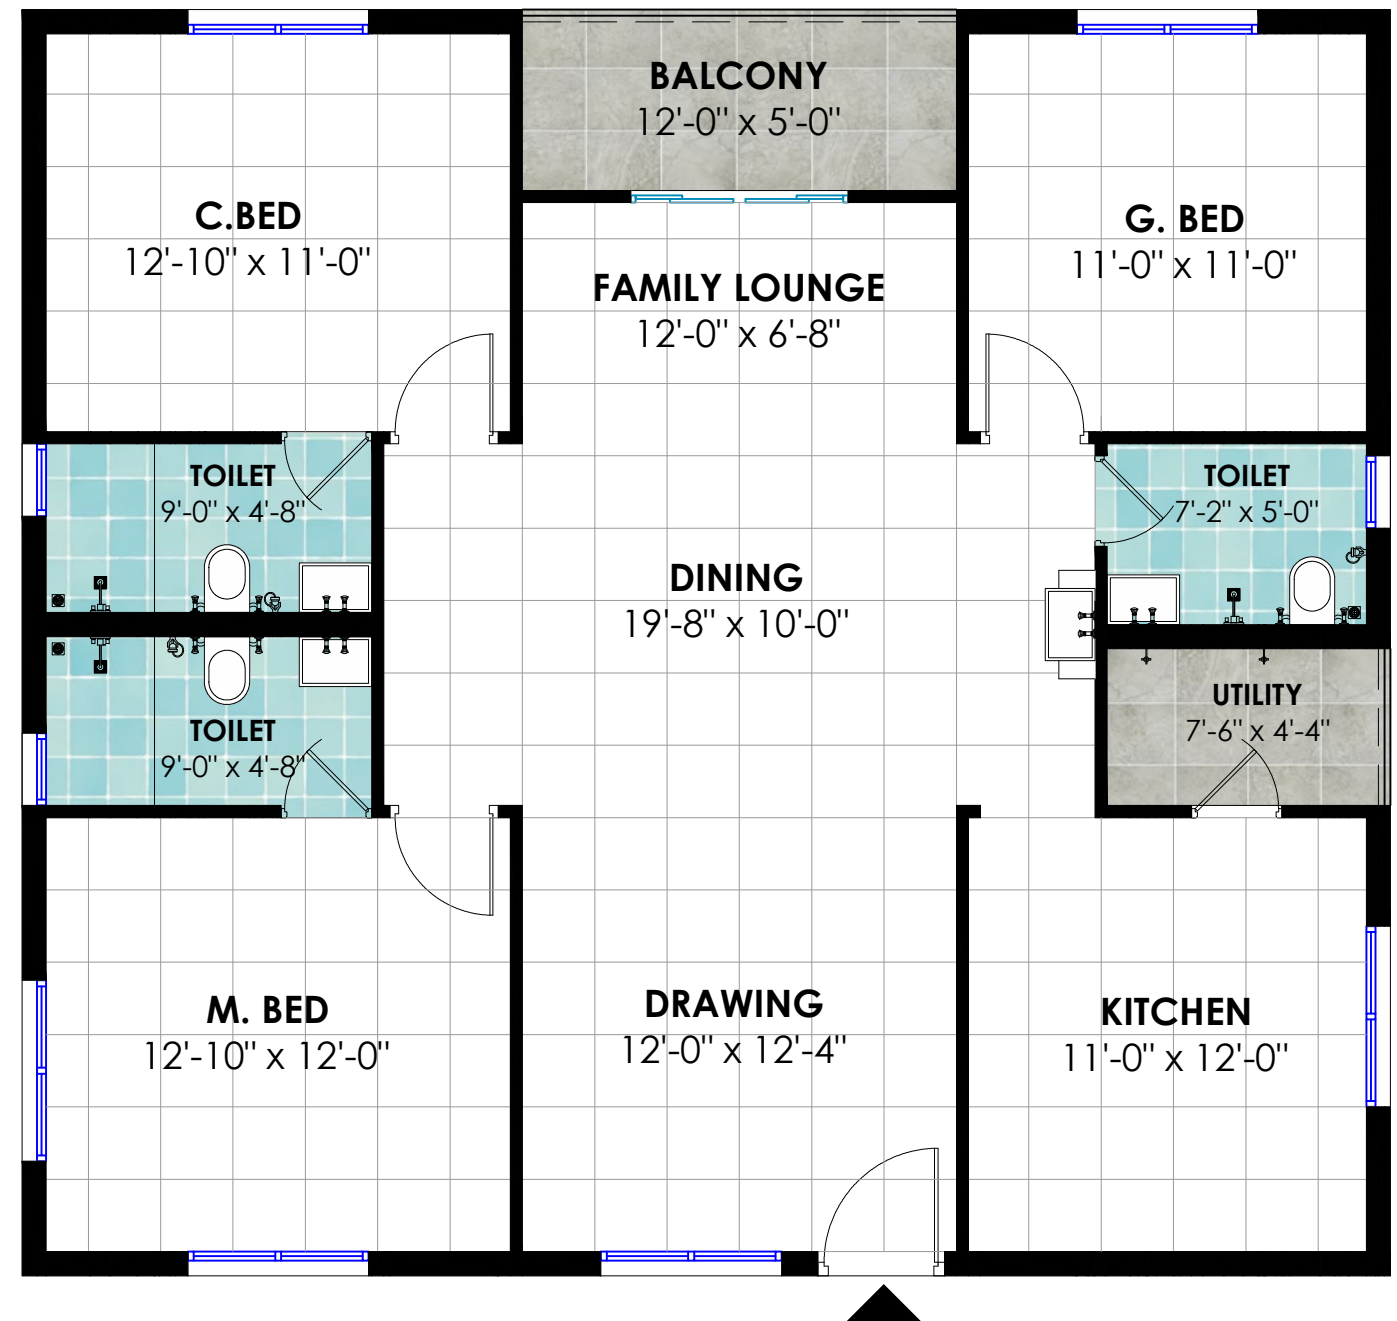 BALCONY
12'-0" x 5'-0"
C.BED
12'-10" x 11'-0"
G. BED
11'-0" x 11'-0"
FAMILY LOUNGE
12'-0" x 6'-8"
TOILET
9'-0" x 4'-8"
TOILET
7'-2" x 5'-0"
DINING
19'-8" x 10'-0"
TOILET
9'-0" x 4'-8"
UTILITY
7'-6" x 4'-4"
M. BED
12'-10" x 12'-0"
DRAWING
12'-0" x 12'-4"
KITCHEN
11'-0" x 12'-0"